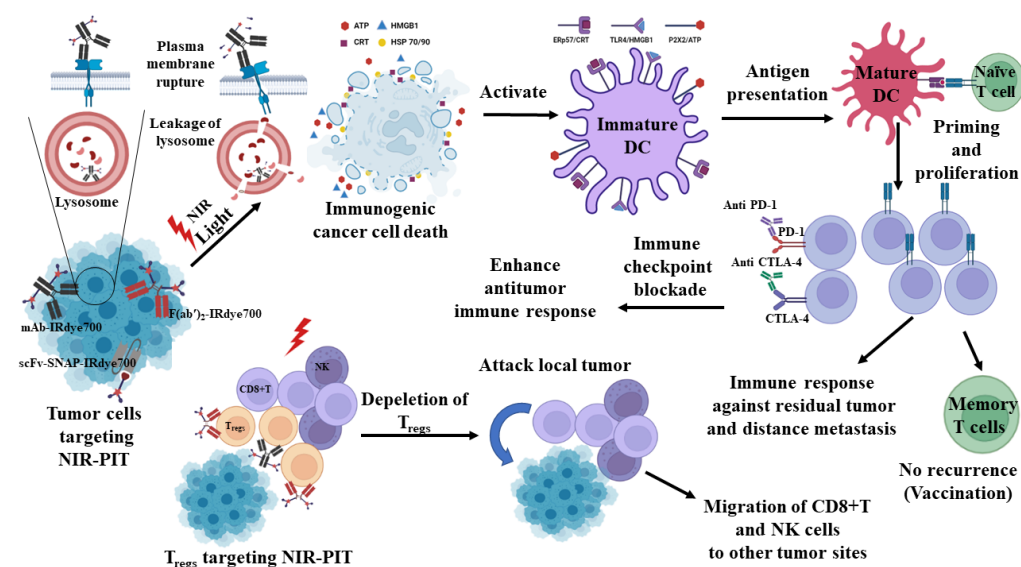 ATP
HMGB1
CRT
HSP 70/90
ERp57/CRT
TLR4/HMGB1
P2X2/ATP
Plasma
membrane
rupture
Leakage of
lysosome
Lysosome
NIR
Light
Immunogenic
cancer cell death
Activate
Immature
DC
Antigen
presentation
Mature
DC
Naïve
T cell
Priming
and
proliferation
Anti PD-1
PD-1
Anti
CTLA-4
CTLA-4
Immune
checkpoint
blockade
Enhance
antitumor
immune response
mAb-IRdye700
F(ab′)2-IRdye700
scFv-SNAP-IRdye700
Tumor cells
targeting
NIR-PIT
CD8+T
NK
Tregs
Depeletion of
Tregs
Attack local tumor
Immune response
against residual tumor
and distance metastasis
Memory
T cells
No recurrence
(Vaccination)
Migration of CD8+T
and NK cells
to other tumor sites
Tregs targeting NIR-PIT